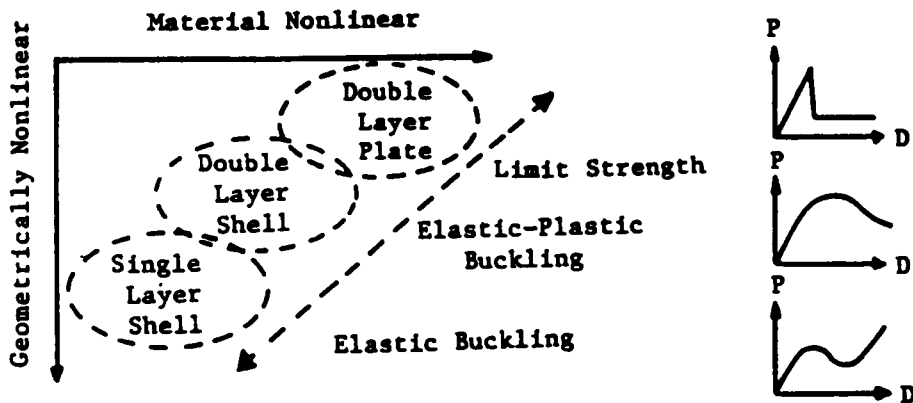 Material Nonlinear
Geometrically Nonlinear
Double
Layer
Plate
Double
Layer
Shell
Single
Layer
Shell
Limit Strength
Elastic-Plastic
Buckling
Elastic Buckling
P
D
P
D
P
D